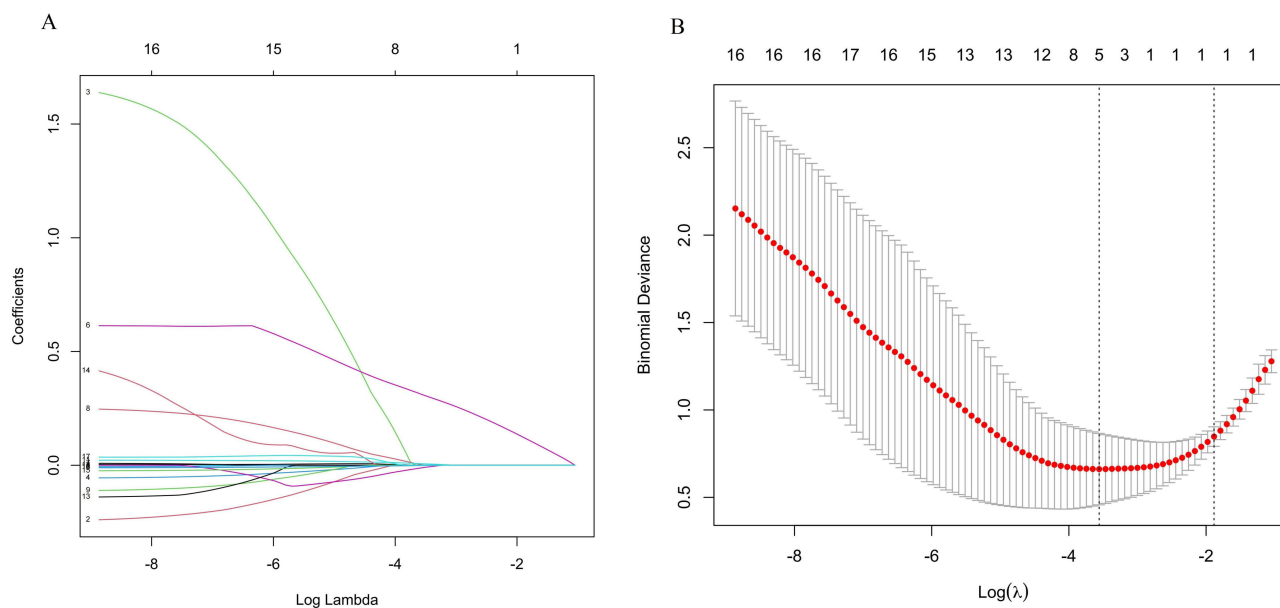 A
16 15 8 1
3
6
14
8
17
4
9
13
2
0.0 0.5 1.0 1.5
Coefficients
-8 -6 -4 -2
Log Lambda
B
16 16 16 17 16 15 13 13 12 8 5 3 1 1 1 1 1
0.5 1.0 1.5 2.0 2.5
Binomial Deviance
-8 -6 -4 -2
Log(λ)